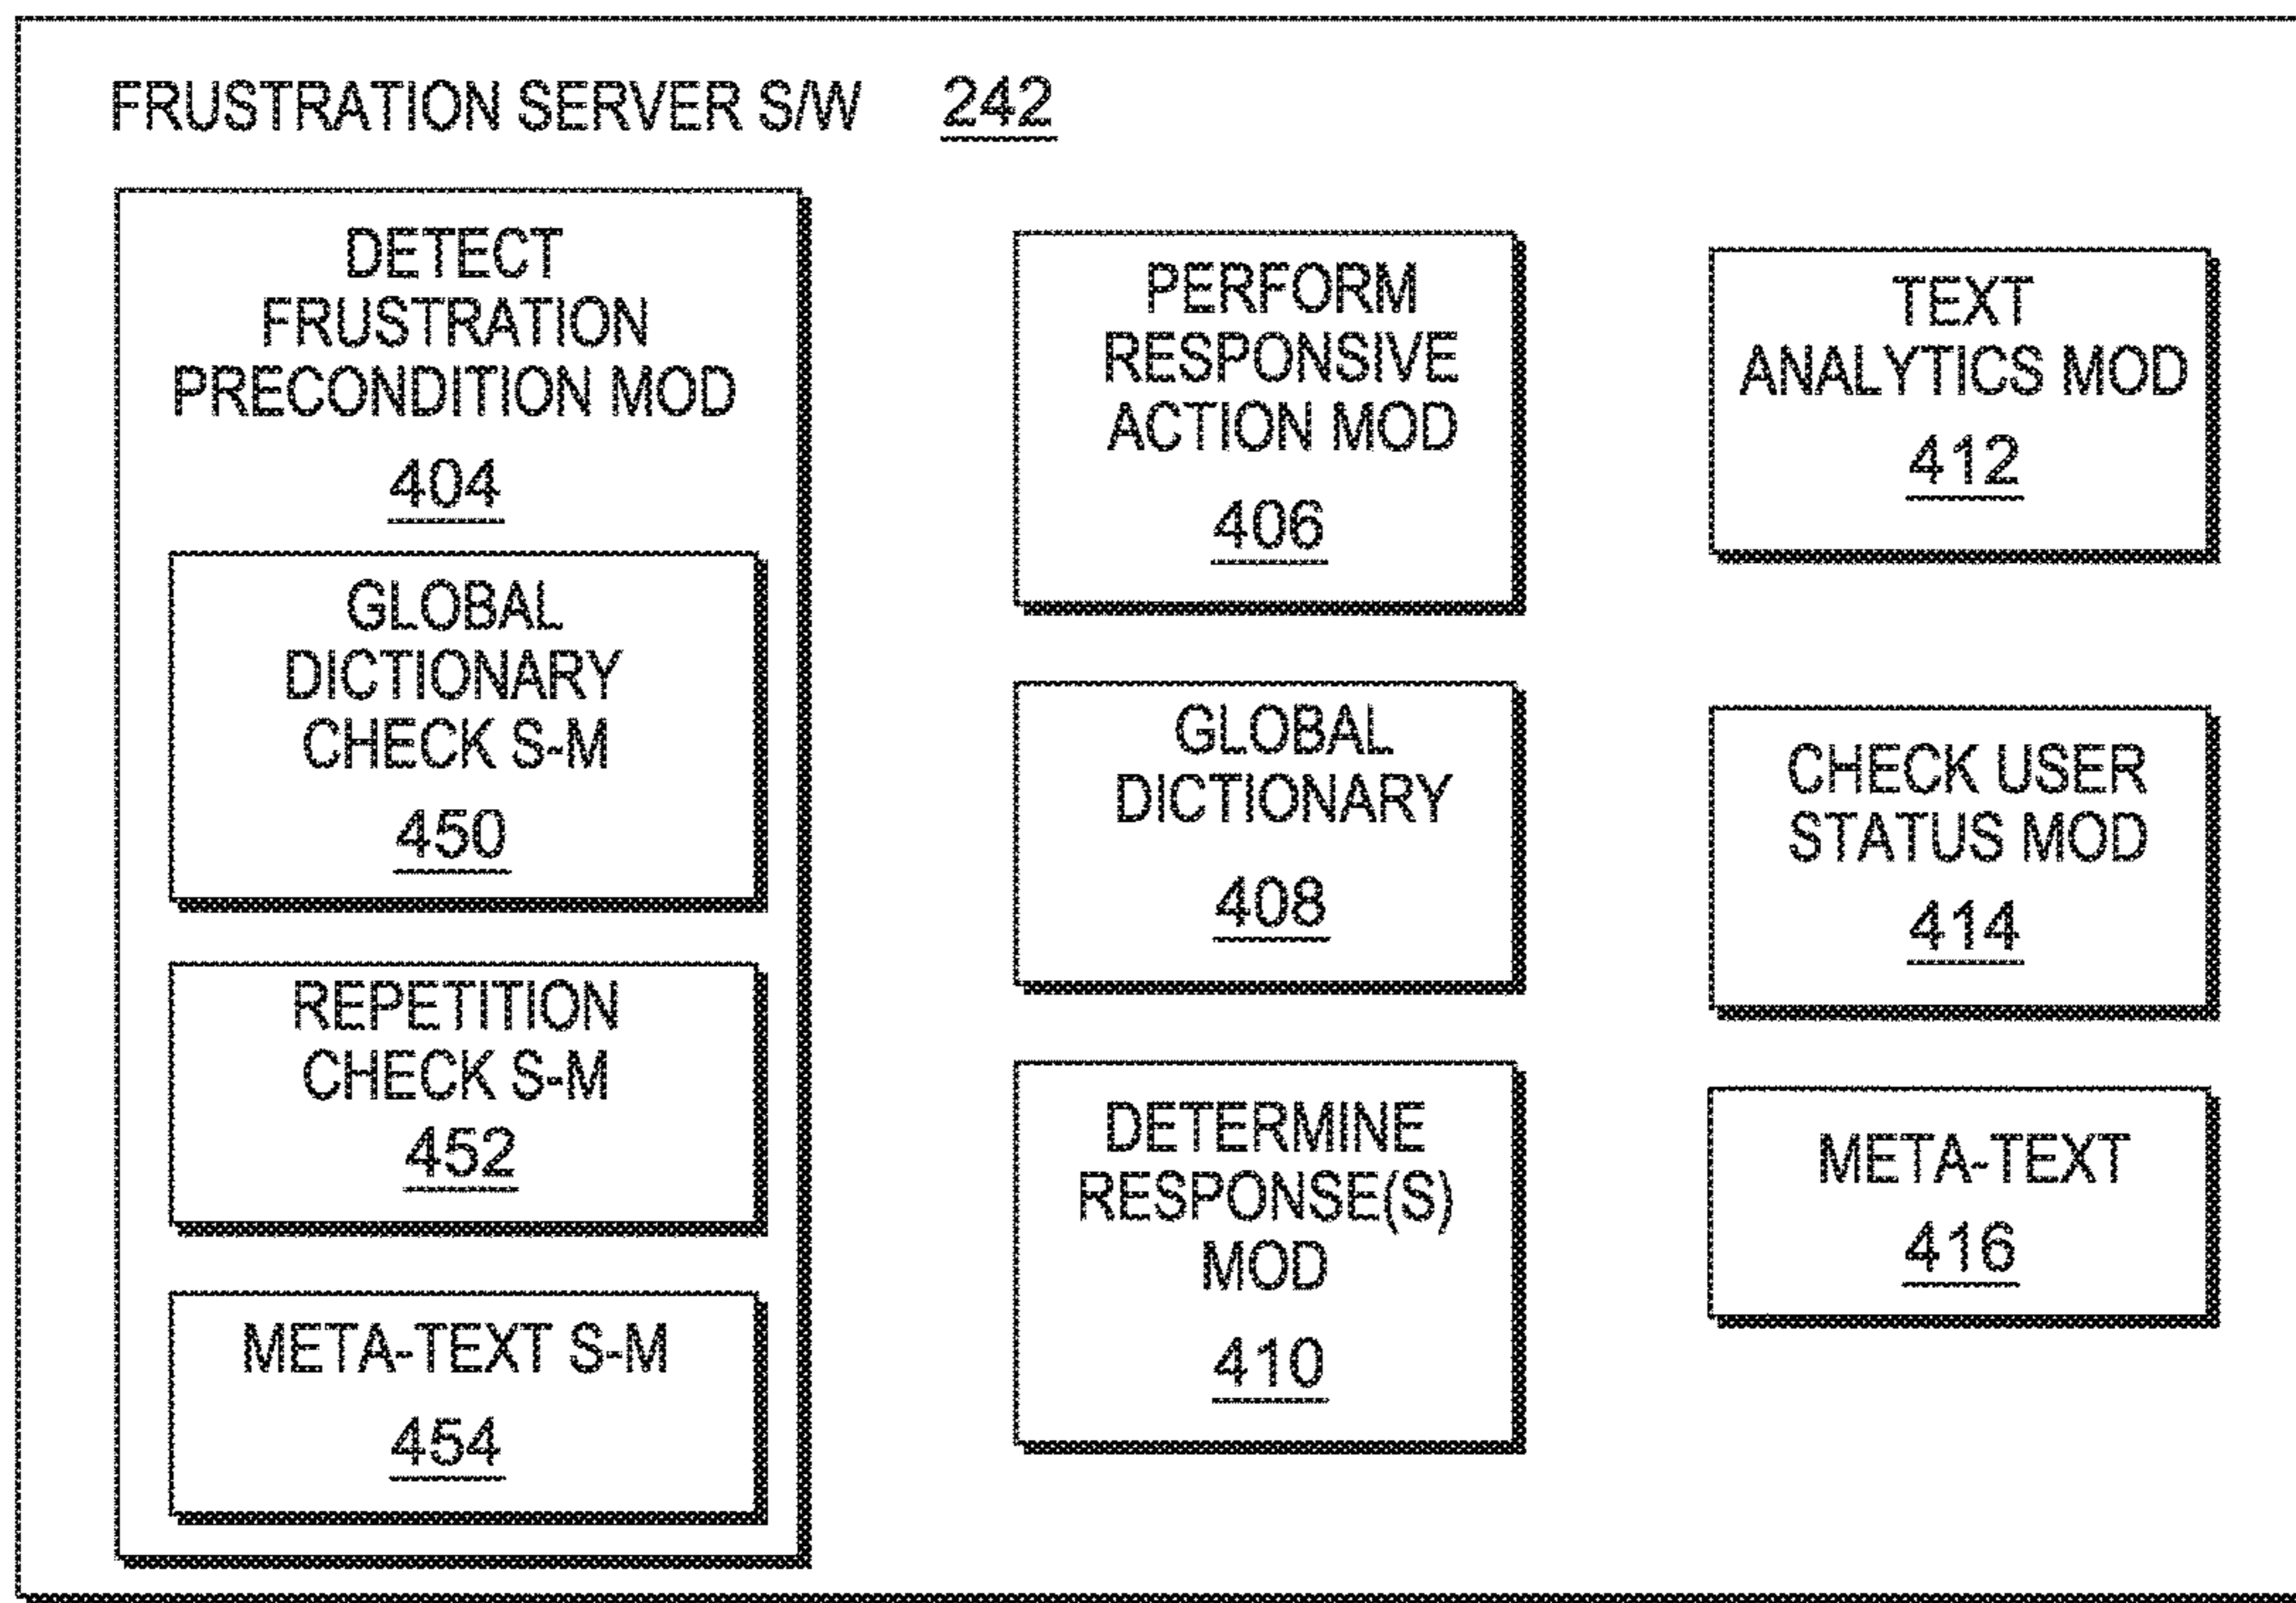 FRUSTRATION SERVER S/W 242
DETECT
FRUSTRATION
PRECONDITION MOD
404
GLOBAL
DICTIONARY
CHECK S-M
450
REPETITION
CHECK S-M
452
META-TEXT S-M
454
PERFORM
RESPONSIVE
ACTION MOD
406
GLOBAL
DICTIONARY
408
DETERMINE
RESPONSE(S)
MOD
410
TEXT
ANALYTICS MOD
412
CHECK USER
STATUS MOD
414
META-TEXT
416